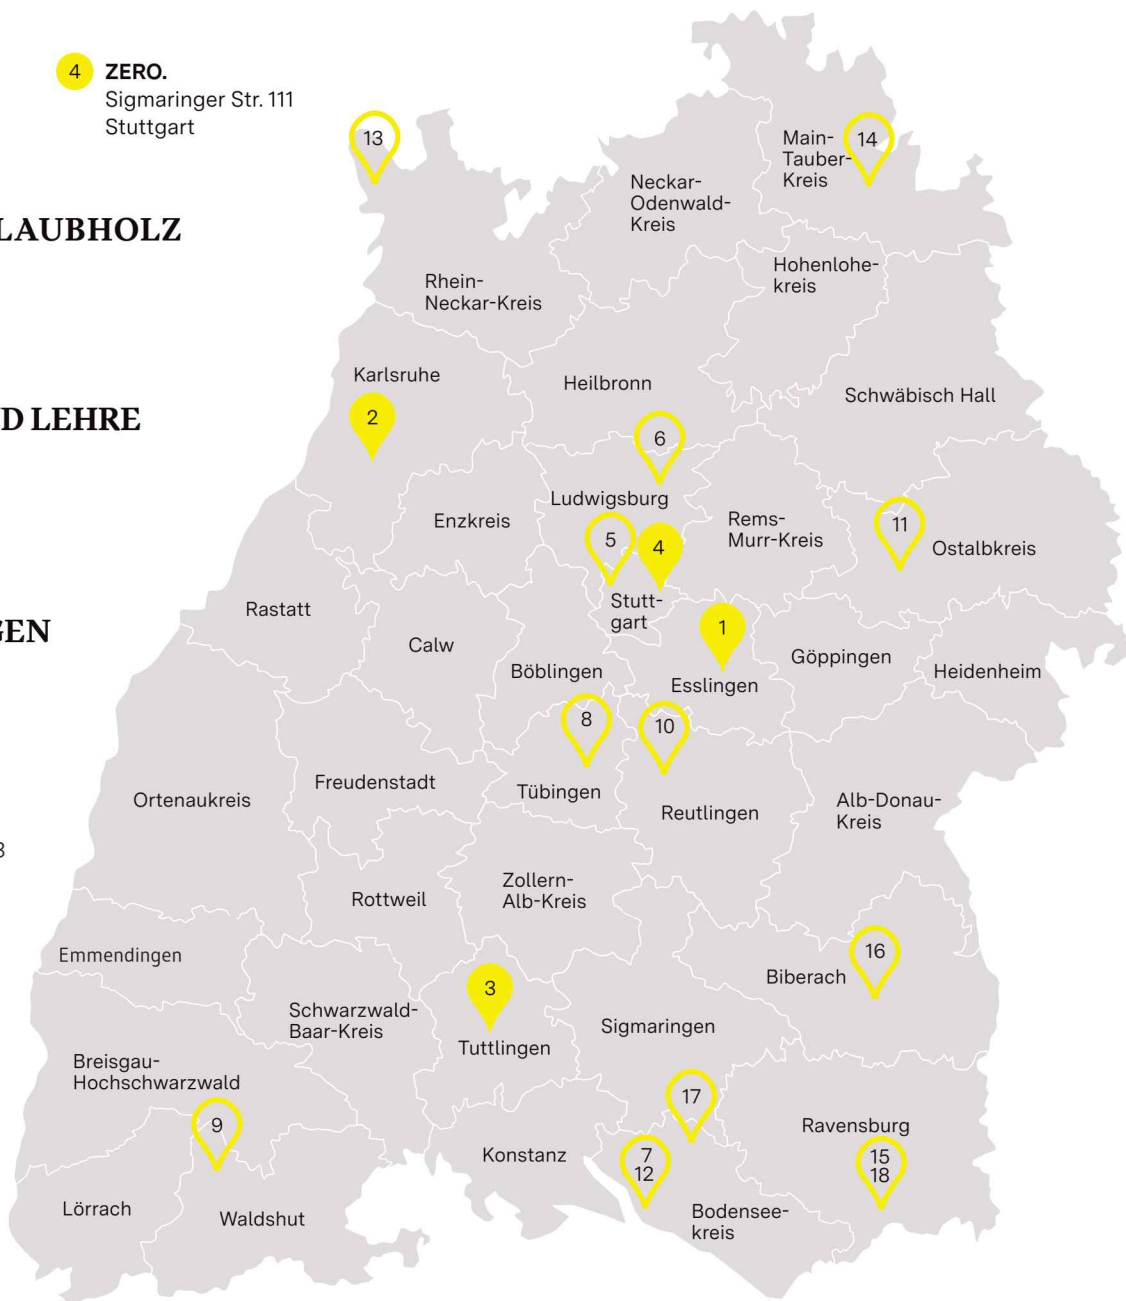 4 ZERO.
Sigmaringer Str. 111
Stuttgart
LAUBHOLZ
D LEHRE
GEN
3
13
Main-
Tauber-
Kreis
14
Neckar-
Odenwald-
Kreis
Hohenlohe-
kreis
Rhein-
Neckar-Kreis
Karlsruhe
2
Heilbronn
Schwäbisch Hall
6
Ludwigsburg
Enzkreis
Rems-
Murr-Kreis
11
Ostalbkreis
5
4
Stutt-
gart
Rastatt
Calw
1
Böblingen
Esslingen
Göppingen
Heidenheim
8
10
Freudenstadt
Tübingen
Ortenaukreis
Reutlingen
Alb-Donau-
Kreis
Rottweil
Zollern-
Alb-Kreis
Emmendingen
16
Biberach
3
Schwarzwald-
Baar-Kreis
Tuttlingen
Sigmaringen
Breisgau-
Hochschwarzwald
9
17
Ravensburg
Konstanz
7
12
15
18
Lörrach
Waldshut
Bodensee-
kreis